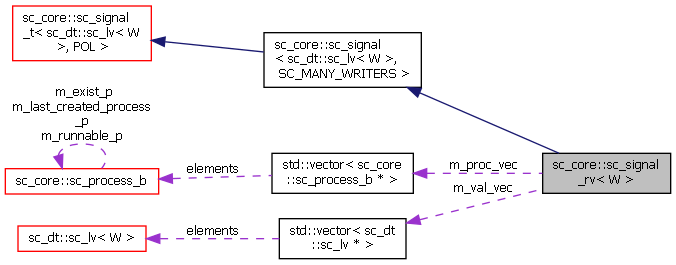 sc_core::sc_signal
_t< sc_dt::sc_lv< W
>, POL >
sc_core::sc_signal
< sc_dt::sc_lv< W >,
SC_MANY_WRITERS >
m_exist_p
m_last_created_process
_p
m_runnable_p
sc_core::sc_process_b
elements
std::vector< sc_core
::sc_process_b * >
m_proc_vec
sc_core::sc_signal
_rv< W >
m_val_vec
sc_dt::sc_lv< W >
elements
std::vector< sc_dt
::sc_lv * >